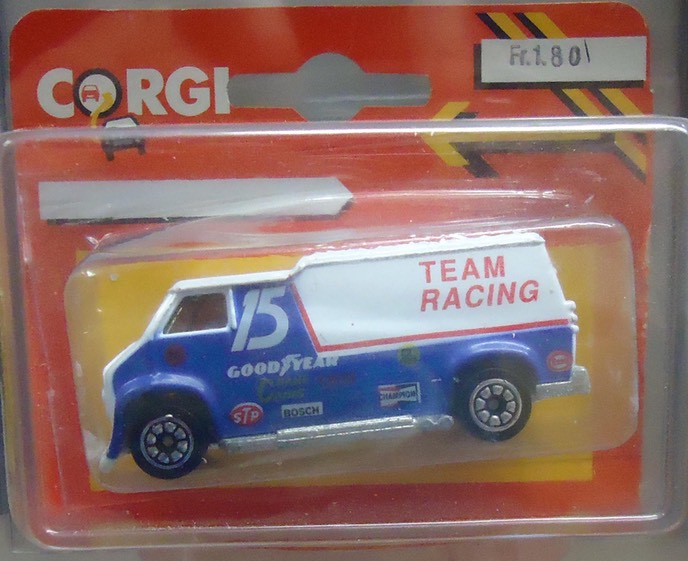 CORGI
Fr.1.80
15
TEAM
RACING
GOODYEAR
STP
BOSCH
CHAMPION